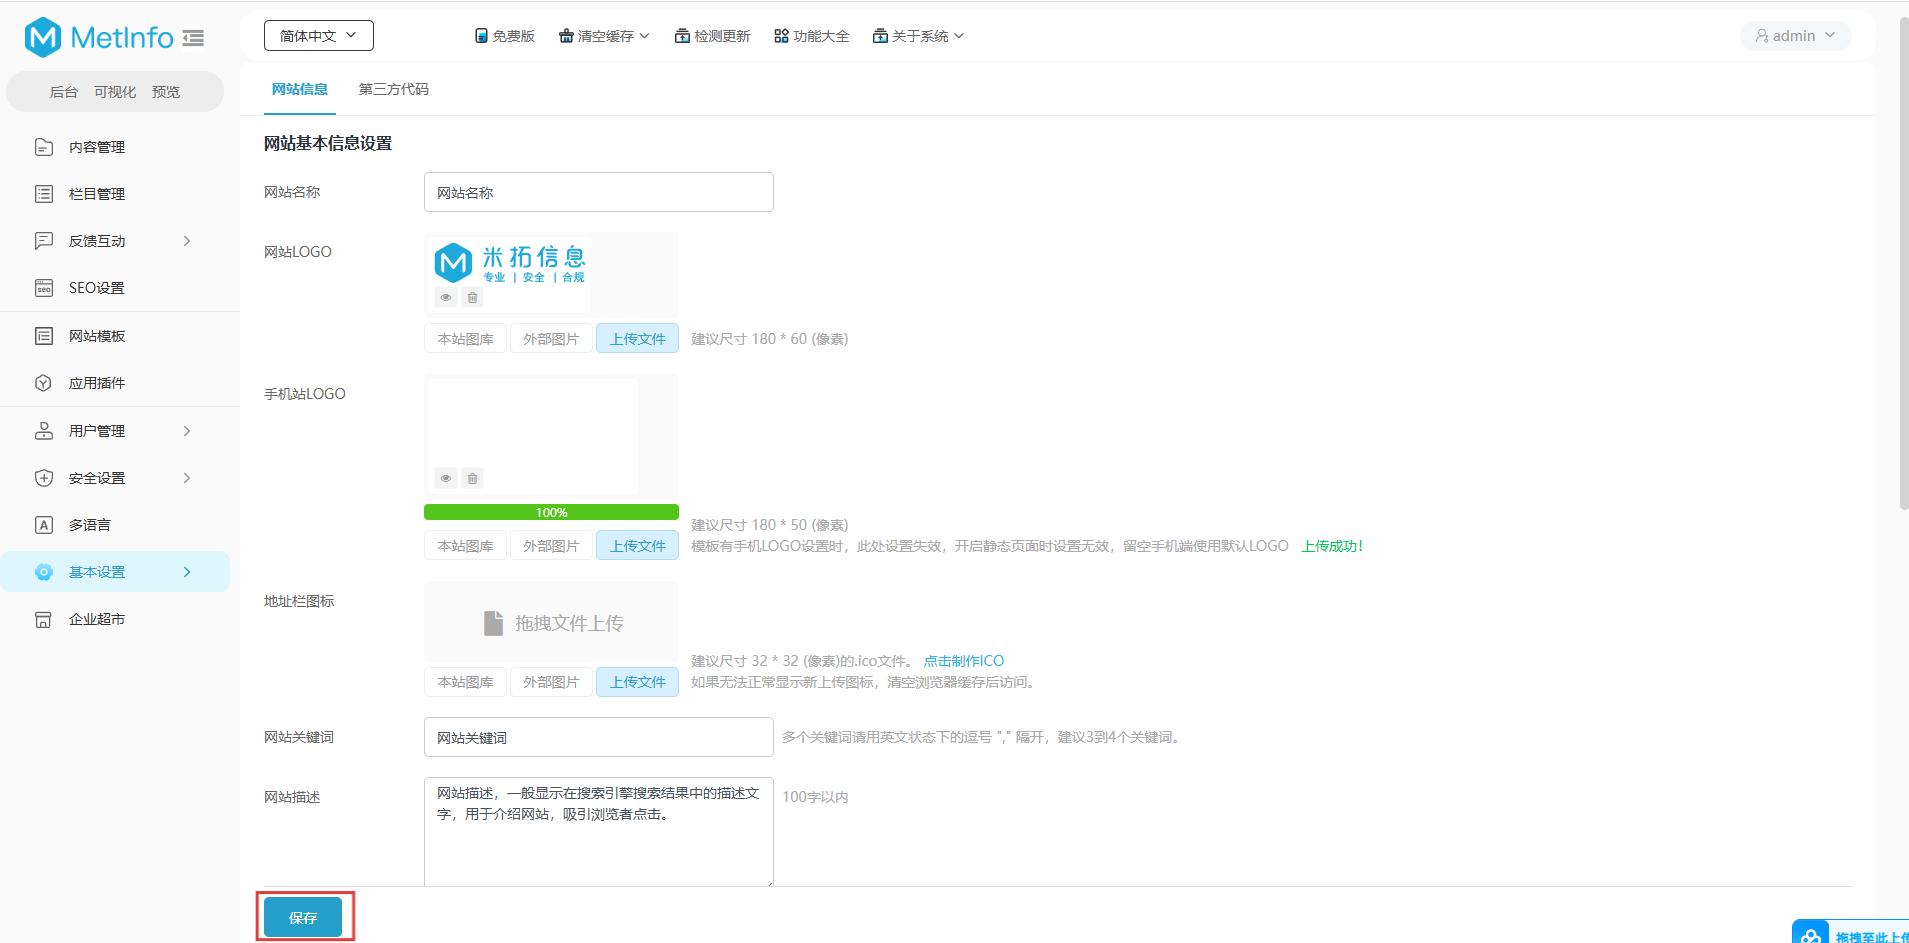 MetInfo
简体中文
免费版
清空缓存
检测更新
功能大全
关于系统
admin
后台 可视化 预览
内容管理
栏目管理
反馈互动
SEO设置
网站模板
应用插件
用户管理
安全设置
多语言
基本设置
企业超市
网站信息 第三方代码
网站基本信息设置
网站名称 网站名称
网站LOGO
米拓信息
专业 | 安全 | 合规
本站图库 外部图片 上传文件 建议尺寸 180 * 60 (像素)
手机站LOGO
100%
建议尺寸 180 * 50 (像素)
本站图库 外部图片 上传文件 模板有手机LOGO设置时，此处设置失效，开启静态页面时设置无效，留空手机端使用默认LOGO 上传成功！
地址栏图标
拖拽文件上传
建议尺寸 32 * 32 (像素)的.ico文件。 点击制作ICO
本站图库 外部图片 上传文件 如果无法正常显示新上传图标，清空浏览器缓存后访问。
网站关键词 网站关键词 多个关键词请用英文状态下的逗号 "," 隔开，建议3到4个关键词。
网站描述 网站描述，一般显示在搜索引擎搜索结果中的描述文 100字以内
字，用于介绍网站，吸引浏览者点击。
保存
拖拽至此上传